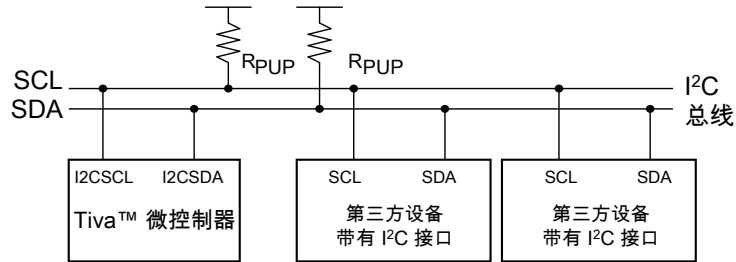 RPUP RPUP
SCL I²C
SDA 总线
I2CSCL I2CSDA SCL SDA SCL SDA
Tiva™ 微控制器 第三方设备 第三方设备
带有 I²C 接口 带有 I²C 接口